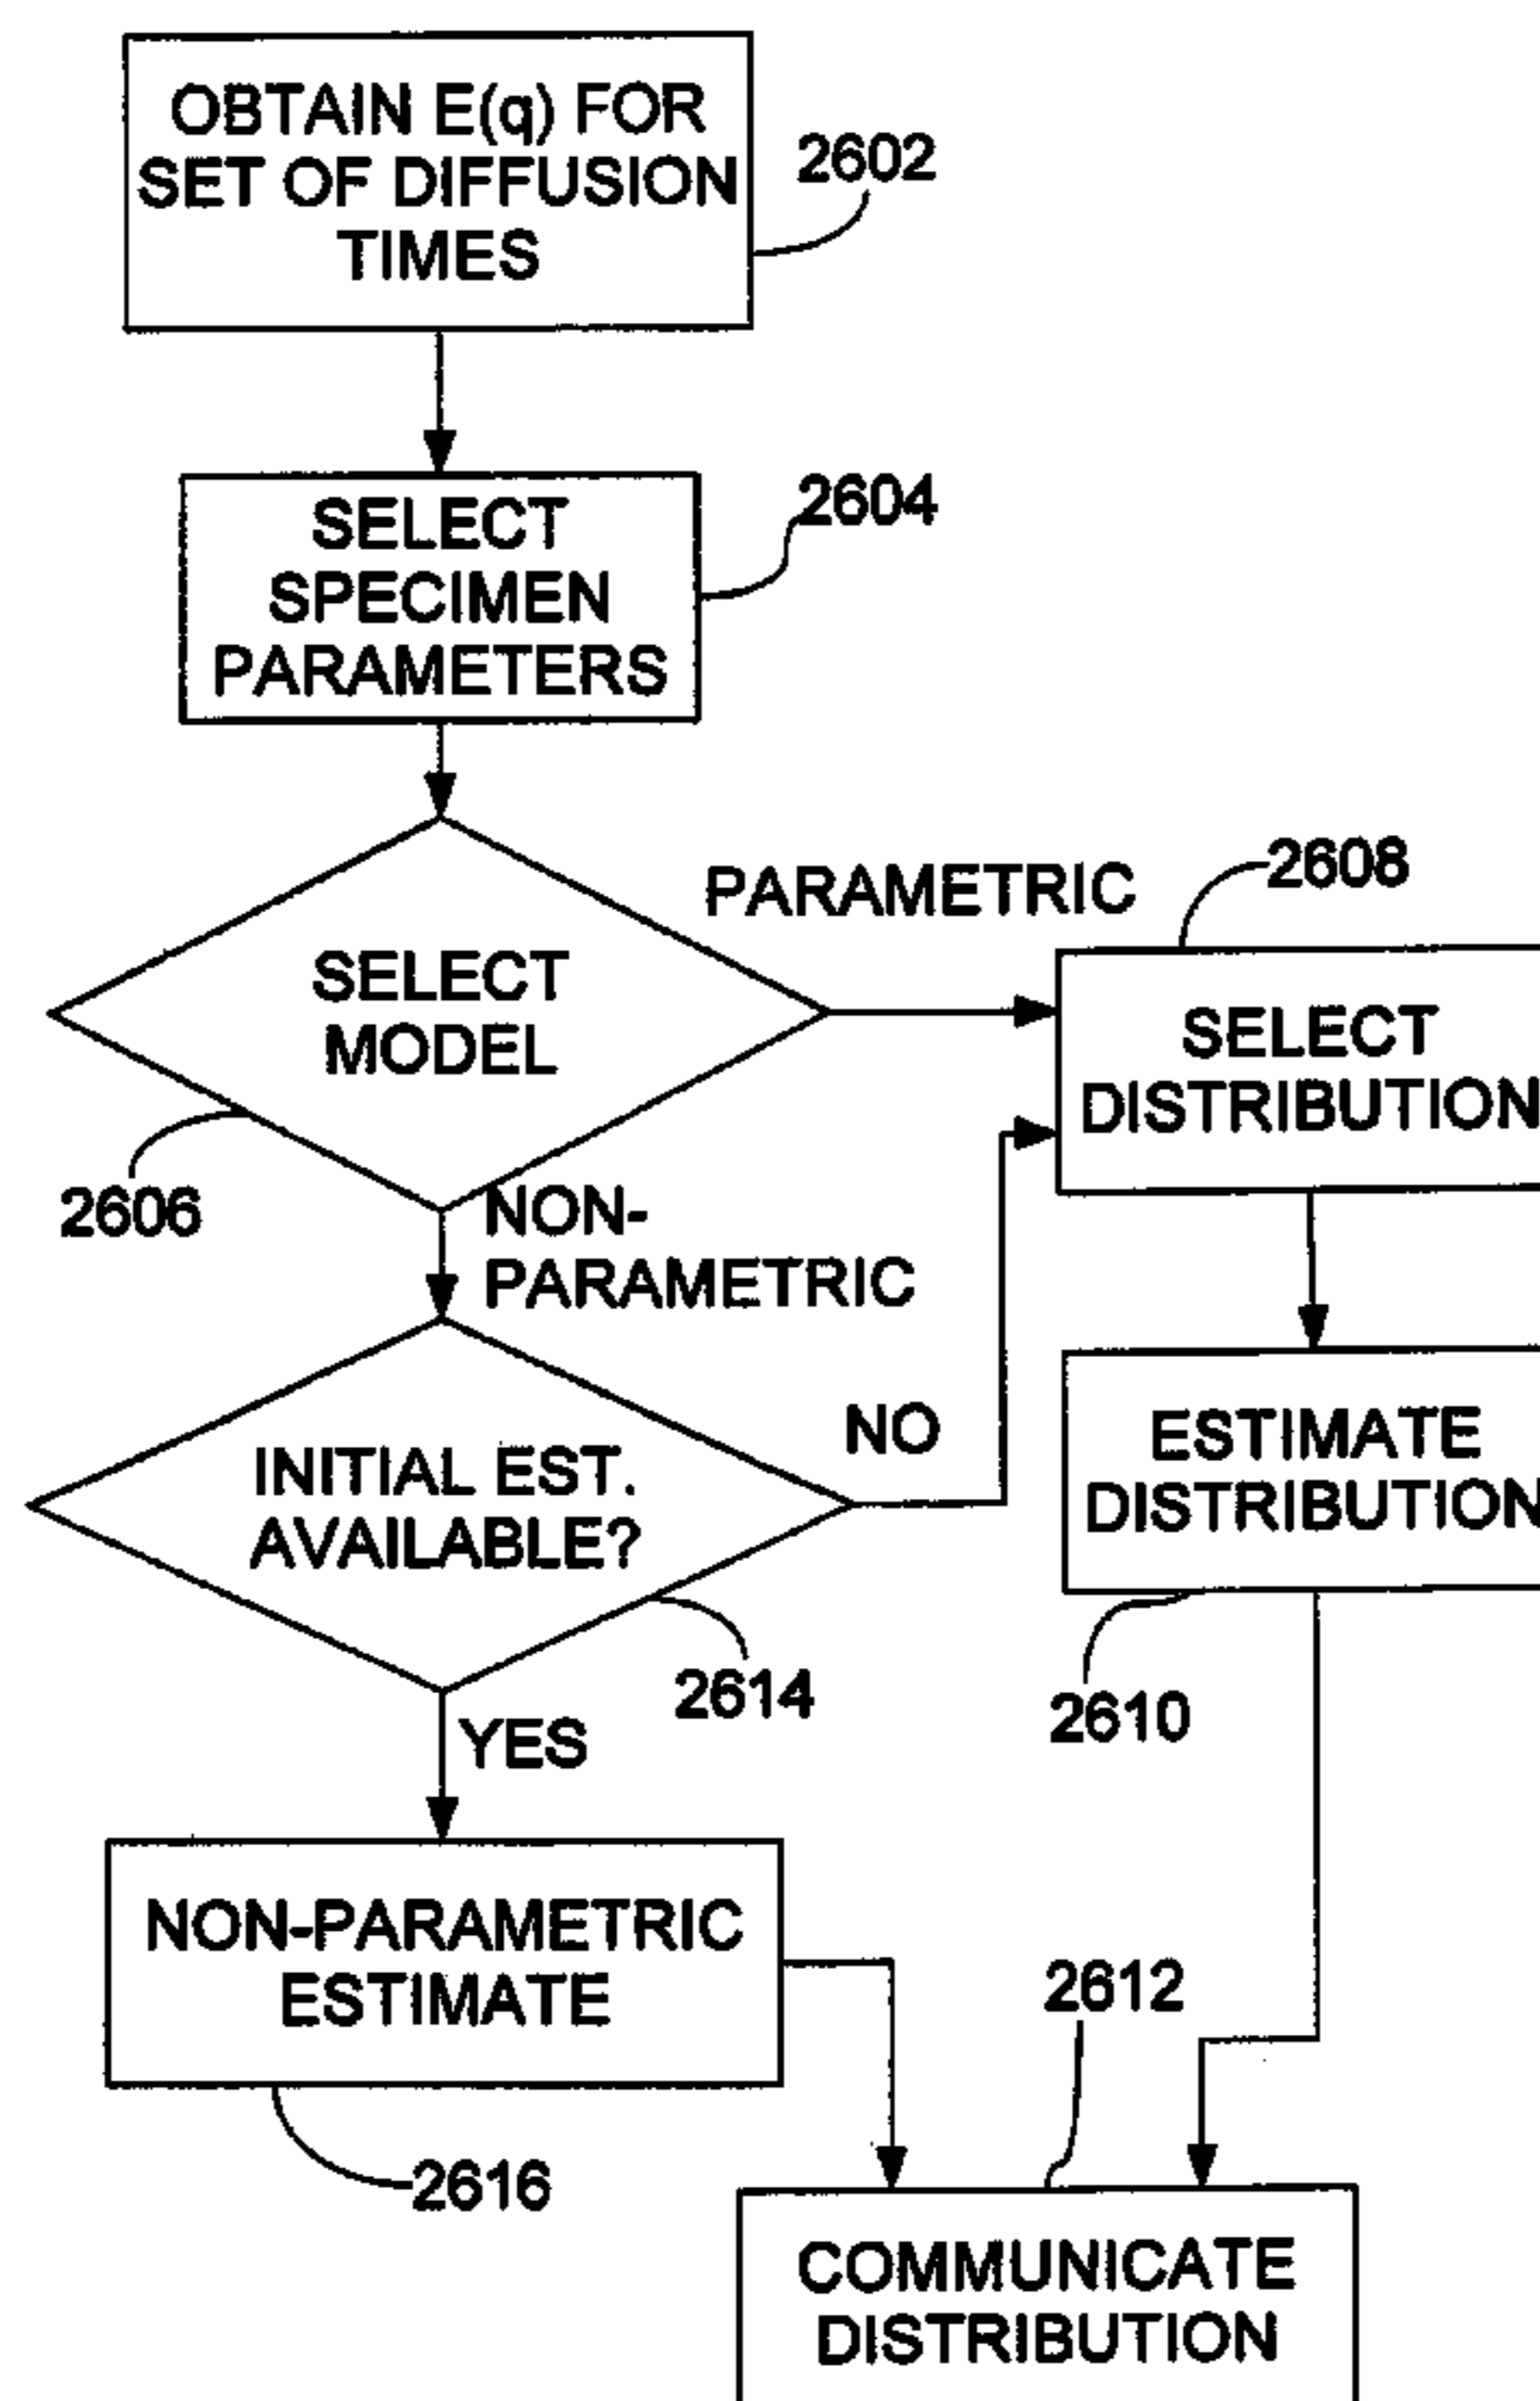 OBTAIN E(q) FOR
SET OF DIFFUSION
TIMES
2602
SELECT
SPECIMEN
PARAMETERS
2604
SELECT
MODEL
2606
PARAMETRIC
2608
SELECT
DISTRIBUTION
NON-
PARAMETRIC
INITIAL EST.
AVAILABLE?
NO
2614
ESTIMATE
DISTRIBUTION
2610
YES
NON-PARAMETRIC
ESTIMATE
2616
2612
COMMUNICATE
DISTRIBUTION